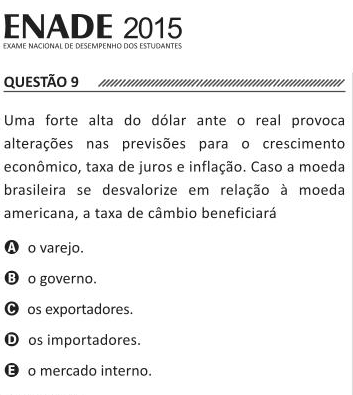 ENADE 2015
EXAME NACIONAL DE DESEMPENHO DOS ESTUDANTES
QUESTÃO 9
Uma forte alta do dólar ante o real provoca
alterações nas previsões para o crescimento
econômico, taxa de juros e inflação. Caso a moeda
brasileira se desvalorize em relação à moeda
americana, a taxa de câmbio beneficiará
A o varejo.
B o governo.
C os exportadores.
D os importadores.
E o mercado interno.